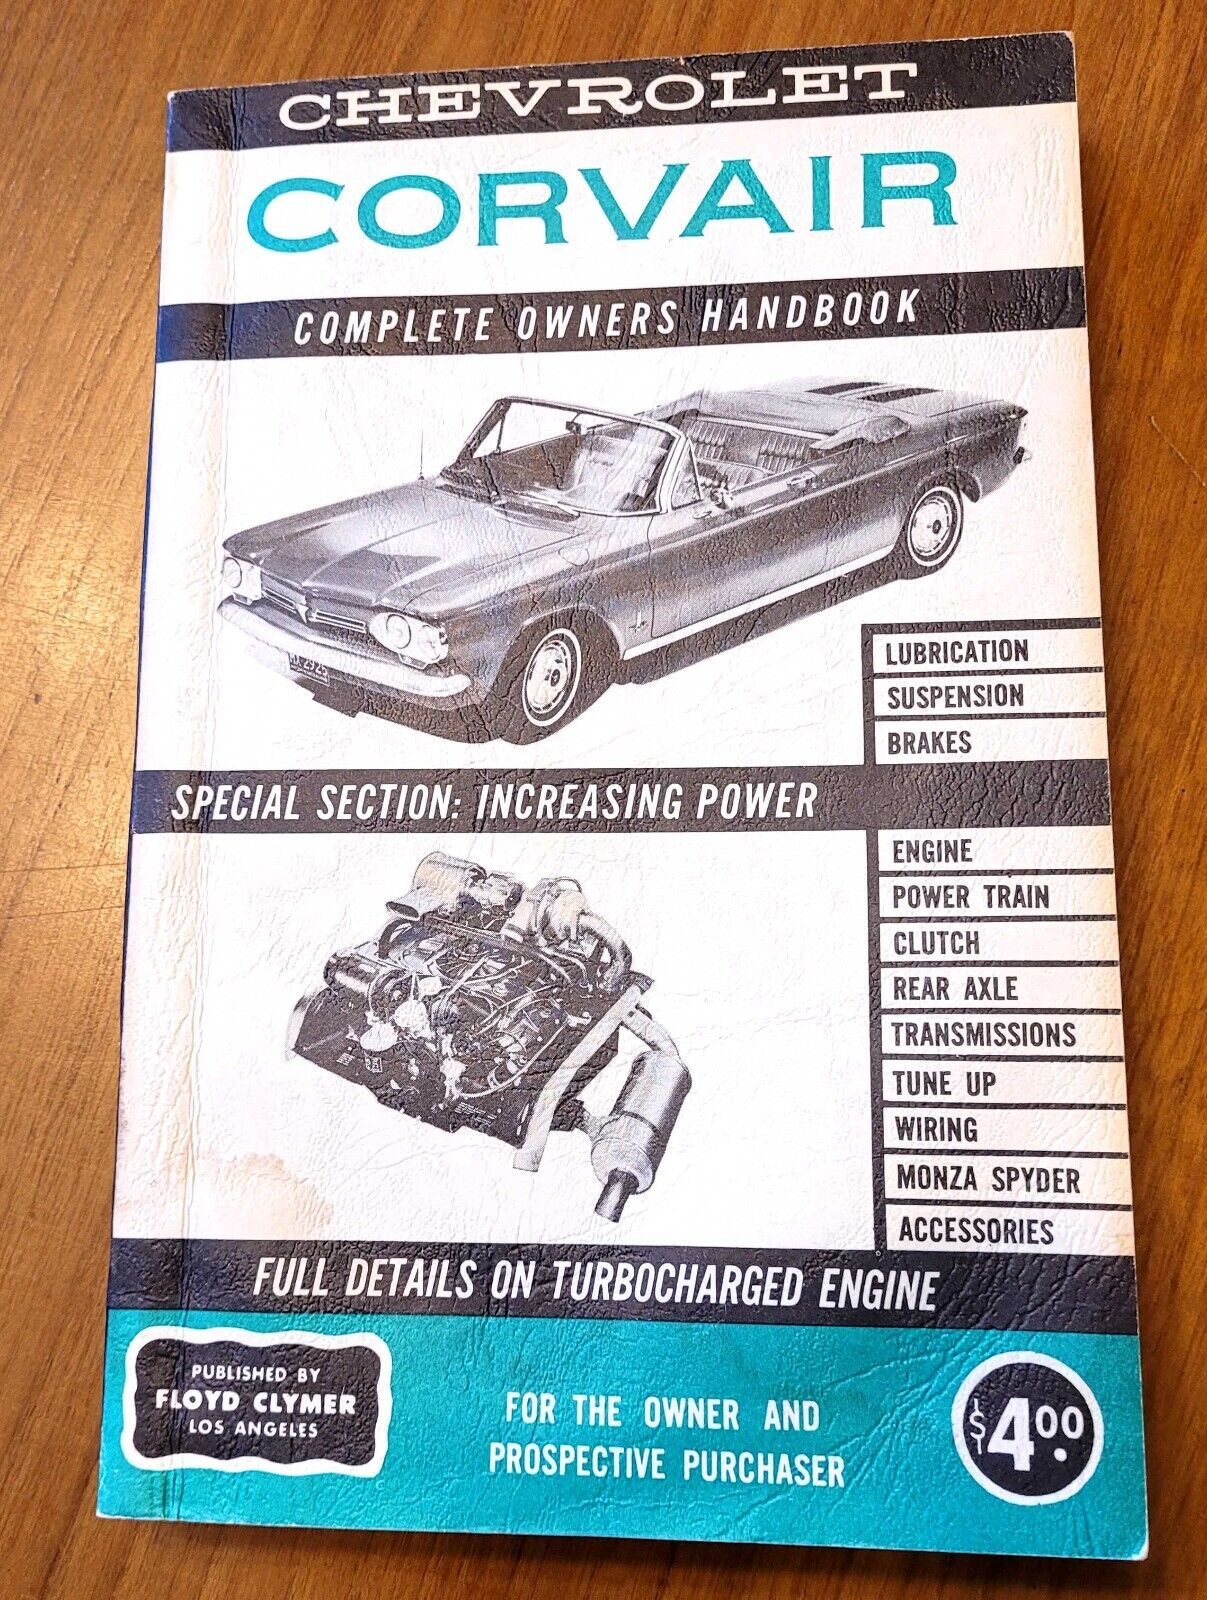 CHEVROLET
CORVAIR
COMPLETE OWNERS HANDBOOK
LUBRICATION
SUSPENSION
BRAKES
SPECIAL SECTION: INCREASING POWER
ENGINE
POWER TRAIN
CLUTCH
REAR AXLE
TRANSMISSIONS
TUNE UP
WIRING
MONZA SPYDER
ACCESSORIES
FULL DETAILS ON TURBOCHARGED ENGINE
PUBLISHED BY
FLOYD CLYMER
LOS ANGELES
FOR THE OWNER AND
PROSPECTIVE PURCHASER
$4.00